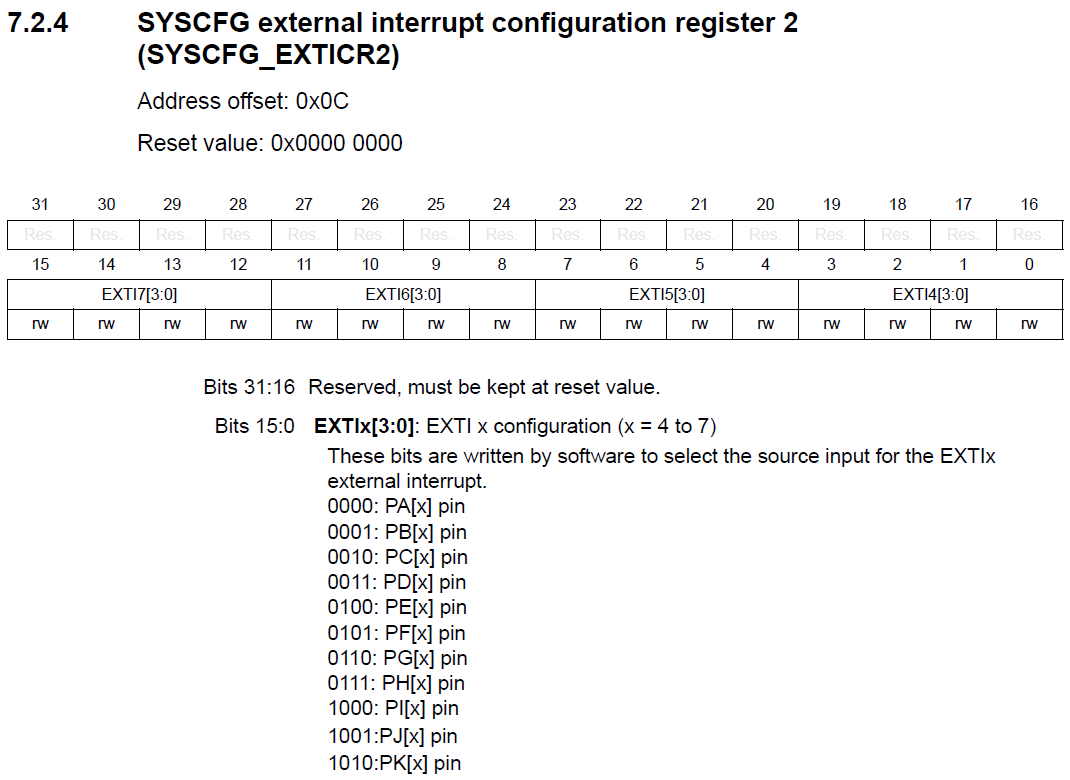 7.2.4 SYSCFG external interrupt configuration register 2
(SYSCFG_EXTICR2)
Address offset: 0x0C
Reset value: 0x0000 0000
31 30 29 28 27 26 25 24 23 22 21 20 19 18 17 16
Res. Res. Res. Res. Res. Res. Res. Res. Res. Res. Res. Res. Res. Res. Res. Res.
15 14 13 12 11 10 9 8 7 6 5 4 3 2 1 0
EXTI7[3:0] EXTI6[3:0] EXTI5[3:0] EXTI4[3:0]
rw rw rw rw rw rw rw rw rw rw rw rw rw rw rw rw
Bits 31:16 Reserved, must be kept at reset value.
Bits 15:0 EXTIx[3:0]: EXTI x configuration (x = 4 to 7)
These bits are written by software to select the source input for the EXTIx
external interrupt.
0000: PA[x] pin
0001: PB[x] pin
0010: PC[x] pin
0011: PD[x] pin
0100: PE[x] pin
0101: PF[x] pin
0110: PG[x] pin
0111: PH[x] pin
1000: PI[x] pin
1001:PJ[x] pin
1010:PK[x] pin